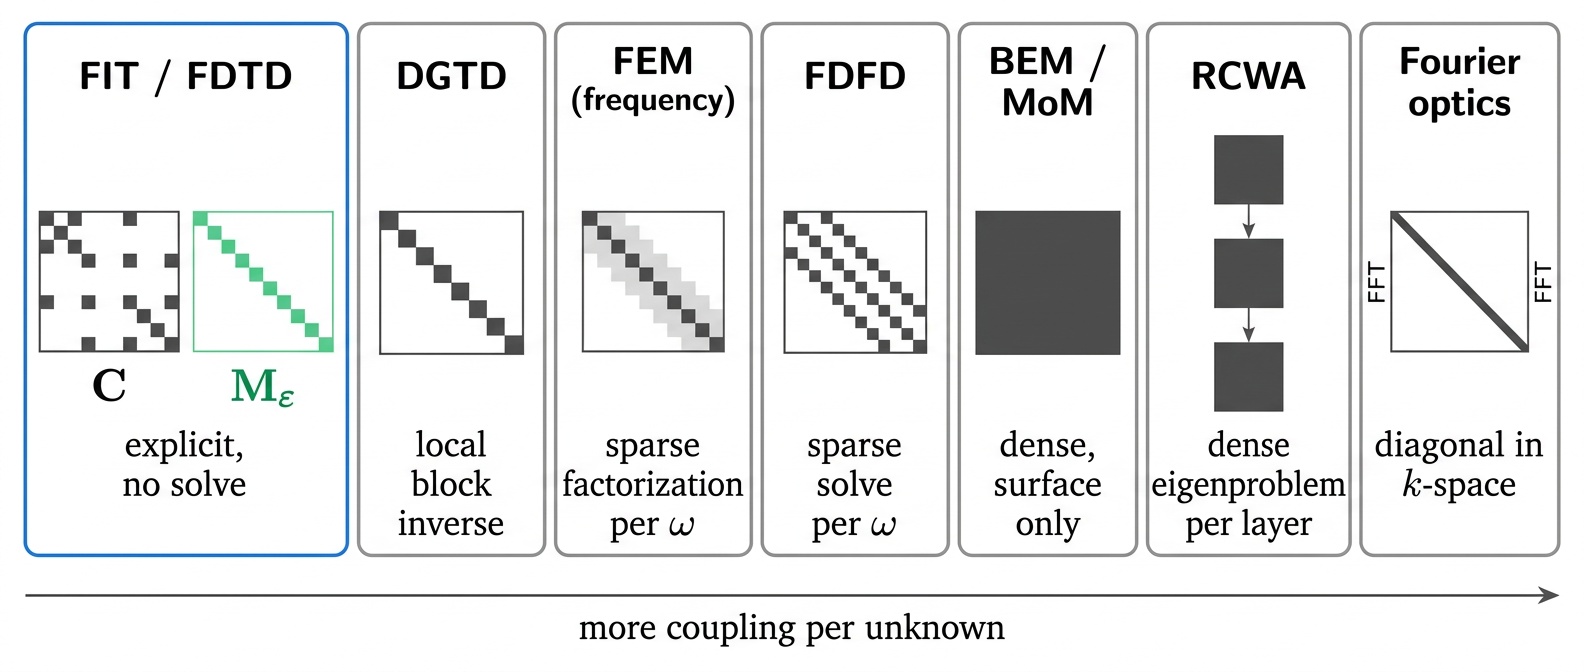 FIT / FDTD
C
Mε
explicit,
no solve
DGTD
local
block
inverse
FEM
(frequency)
sparse
factorization
per ω
FDFD
sparse
solve
per ω
BEM /
MoM
dense,
surface
only
RCWA
dense
eigenproblem
per layer
Fourier
optics
FFT
FFT
diagonal in
k-space
more coupling per unknown